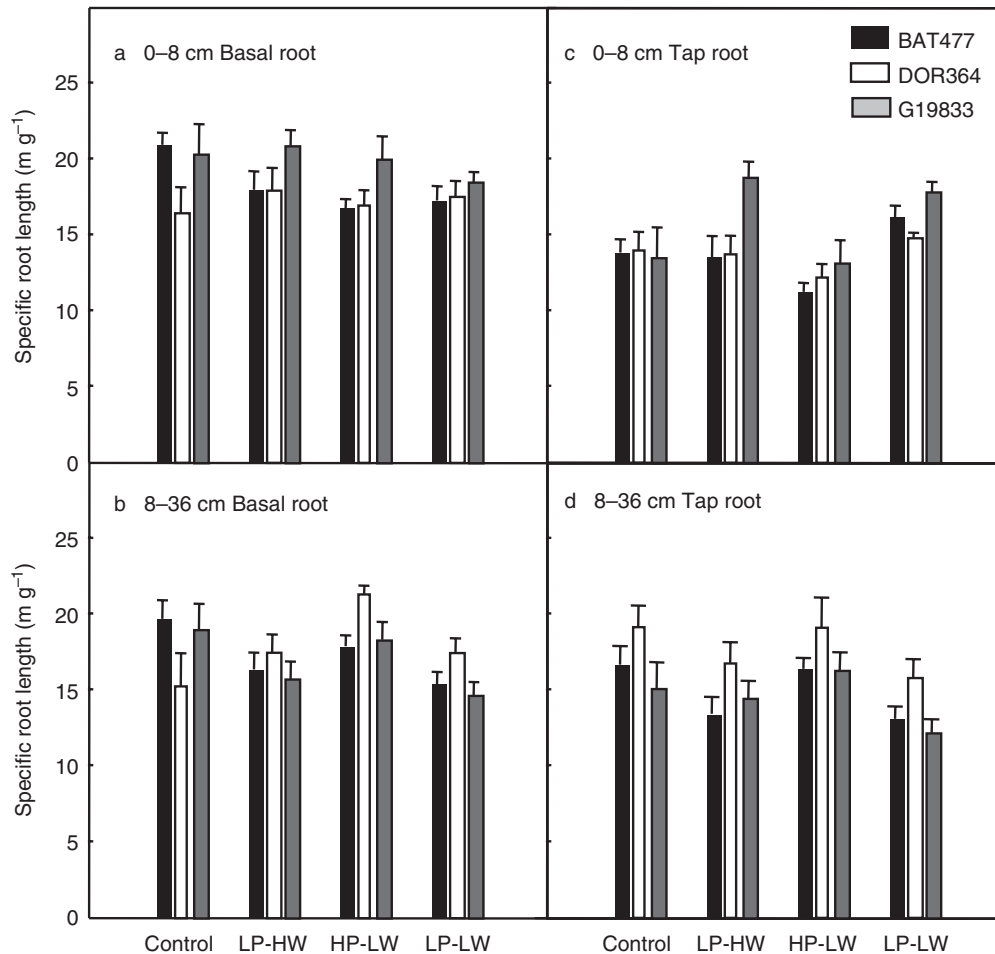 a 0–8 cm Basal root
c 0–8 cm Tap root
BAT477
DOR364
G19833
Specific root length (m g⁻¹)
25
20
15
10
5
0
b 8–36 cm Basal root
d 8–36 cm Tap root
Specific root length (m g⁻¹)
25
20
15
10
5
0
Control LP-HW HP-LW LP-LW
Control LP-HW HP-LW LP-LW